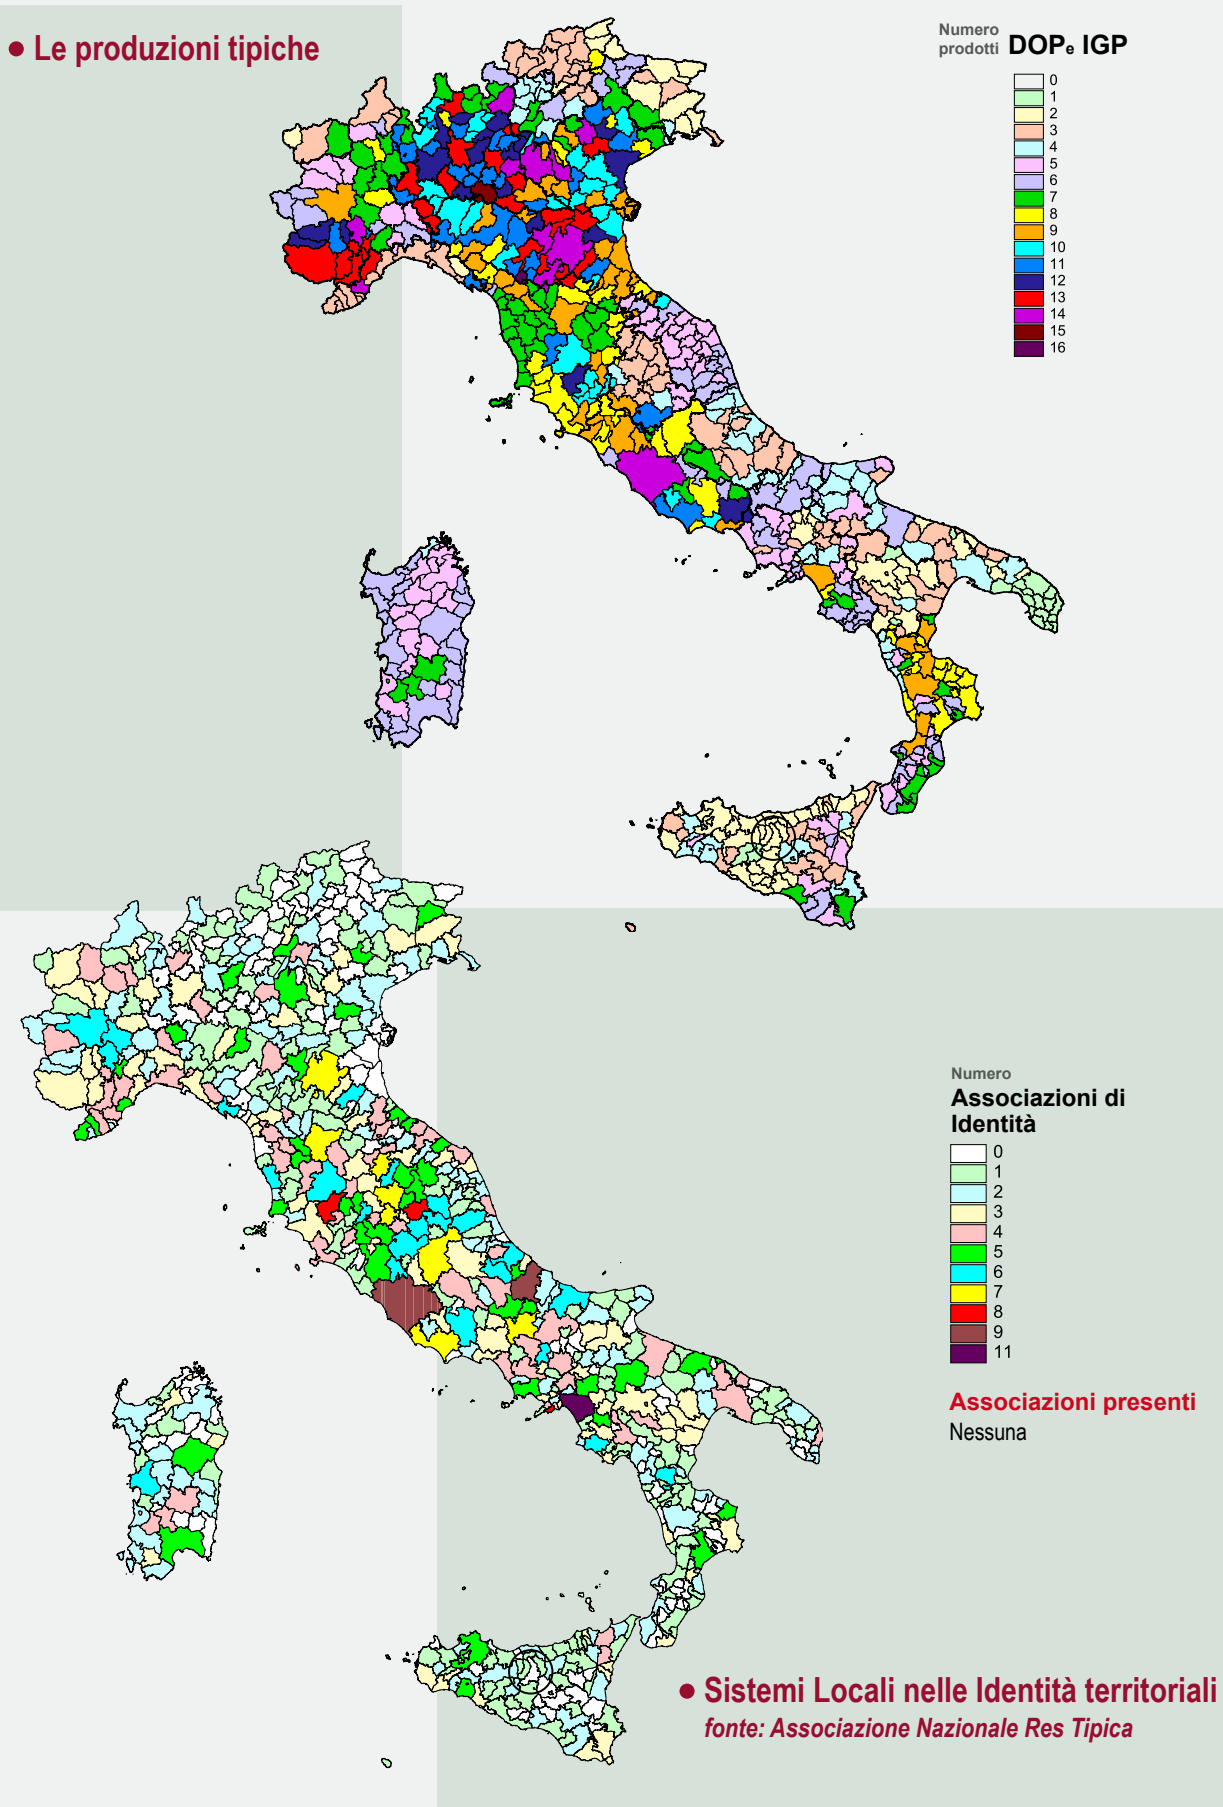 • Le produzioni tipiche
Numero
prodotti DOPe IGP
0
1
2
3
4
5
6
7
8
9
10
11
12
13
14
15
16
Numero
Associazioni di
Identità
0
1
2
3
4
5
6
7
8
9
11
Associazioni presenti
Nessuna
• Sistemi Locali nelle Identità territoriali
fonte: Associazione Nazionale Res Tipica